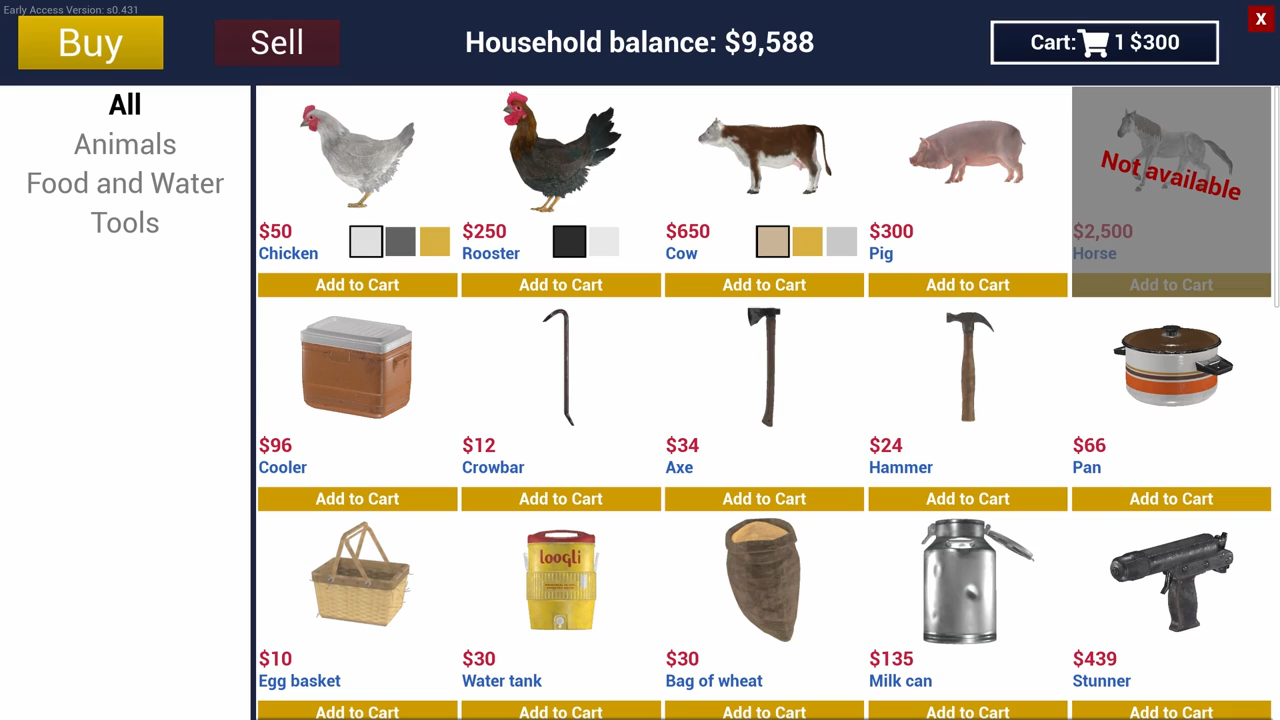 Early Access Version: s0.431
Buy
Sell
Household balance: $9,588
Cart: 1 $300
X
All
Animals
Food and Water
Tools
$50
Chicken
Add to Cart
$250
Rooster
Add to Cart
$650
Cow
Add to Cart
$300
Pig
Add to Cart
Not available
$2,500
Horse
Add to Cart
$96
Cooler
Add to Cart
$12
Crowbar
Add to Cart
$34
Axe
Add to Cart
$24
Hammer
Add to Cart
$66
Pan
Add to Cart
$10
Egg basket
Add to Cart
loogli
$30
Water tank
Add to Cart
$30
Bag of wheat
Add to Cart
$135
Milk can
Add to Cart
$439
Stunner
Add to Cart